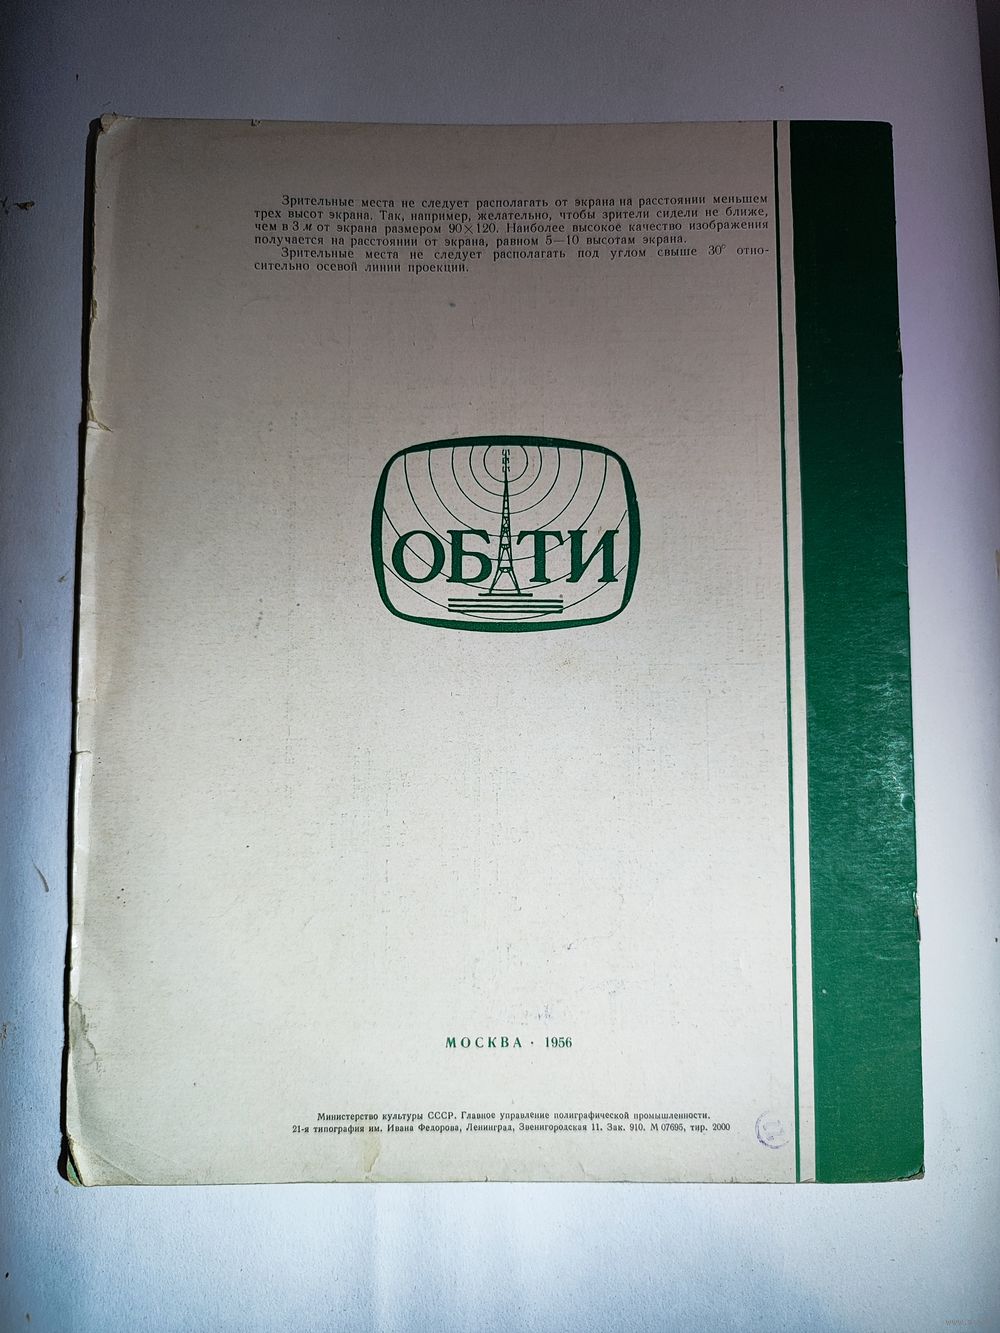 Зрительные места не следует располагать от экрана на расстоянии меньшем
трех высот экрана. Так, например, желательно, чтобы зрители сидели не ближе,
чем в 3 м от экрана размером 90×120. Наиболее высокое качество изображения
получается на расстоянии от экрана, равном 5—10 высотам экрана.
Зрительные места не следует располагать под углом свыше 30° отно-
сительно осевой линии проекции.
ОБТИ
МОСКВА · 1956
Министерство культуры СССР. Главное управление полиграфической промышленности.
21-я типография им. Ивана Федорова, Ленинград, Звенигородская 11. Зак. 910. М 07695, тир. 2000